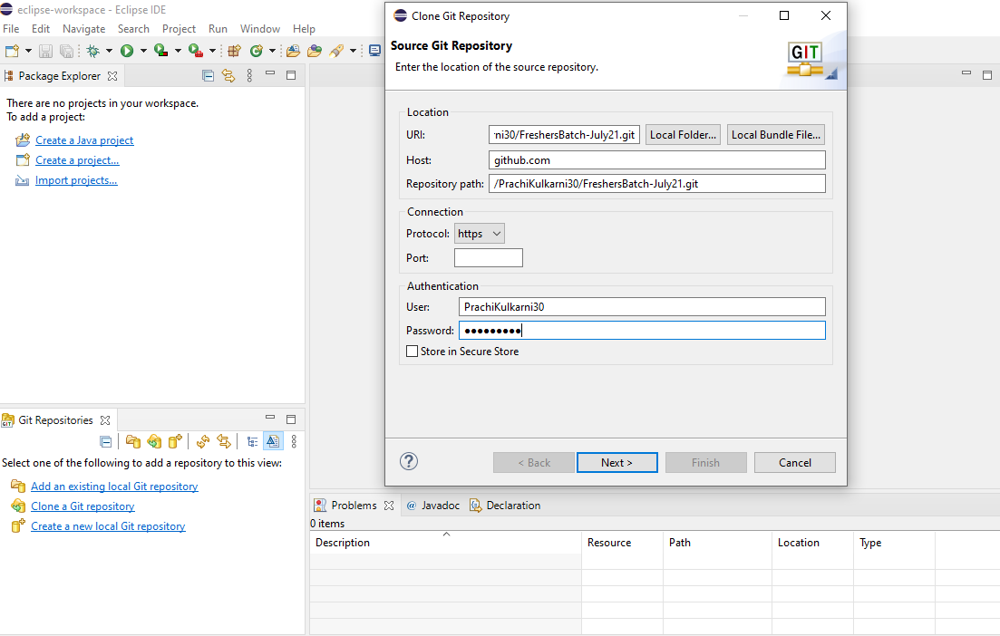 eclipse-workspace - Eclipse IDE
File Edit Navigate Search Project Run Window Help
Package Explorer
There are no projects in your workspace.
To add a project:
Create a Java project
Create a project...
Import projects...
Git Repositories
Select one of the following to add a repository to this view:
Add an existing local Git repository
Clone a Git repository
Create a new local Git repository
Clone Git Repository
Source Git Repository
Enter the location of the source repository.
GIT
Location
URI: ni30/FreshersBatch-July21.git Local Folder... Local Bundle File...
Host: github.com
Repository path: /PrachiKulkarni30/FreshersBatch-July21.git
Connection
Protocol: https
Port:
Authentication
User: PrachiKulkarni30
Password: ●●●●●●●●●
Store in Secure Store
< Back Next > Finish Cancel
Problems @ Javadoc Declaration
0 items
Description Resource Path Location Type